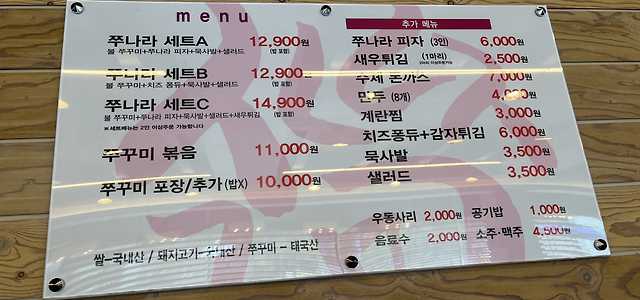 menu
쭈나라 세트A 12,900원
불 쭈꾸미+쭈나라 피자+묵사발+샐러드 (밥 포함)
쭈나라 세트B 12,900원
불 쭈꾸미+치즈 퐁듀+묵사발+샐러드 (밥 포함)
쭈나라 세트C 14,900원
불 쭈꾸미+쭈나라 피자+묵사발+샐러드+새우튀김 (밥 포함)
※세트메뉴는 2인 이상주문 가능합니다
쭈꾸미 볶음 11,000원
쭈꾸미 포장/추가(밥X) 10,000원
쌀-국내산 / 돼지고기-국내산 / 쭈꾸미 - 태국산
추가 메뉴
쭈나라 피자 (3인) 6,000원
새우튀김 (1마리) 2,500원
수제 돈까스 7,000원
만두 (8개) 4,000원
계란찜 3,000원
치즈퐁듀+감자튀김 6,000원
묵사발 3,500원
샐러드 3,500원
우동사리 2,000원 공기밥 1,000원
음료수 2,000원 소주·맥주 4,500원